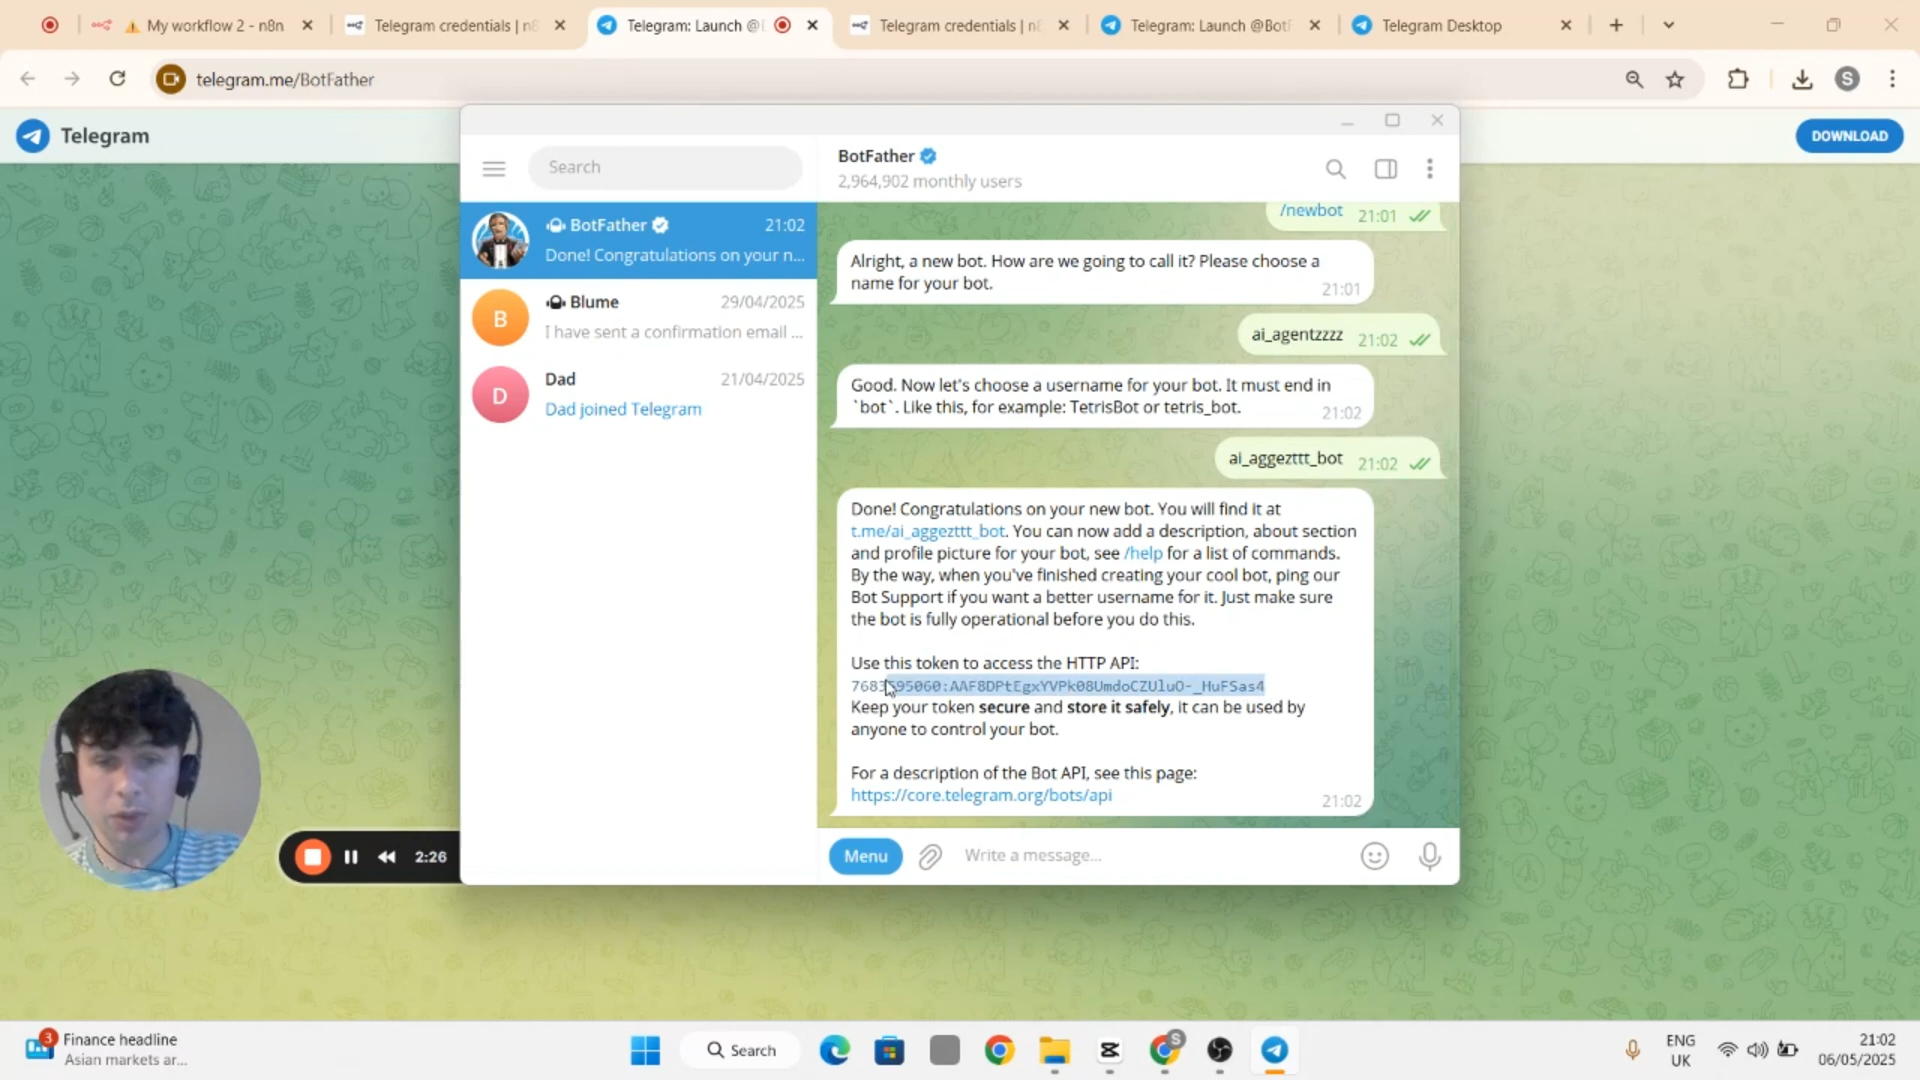 My workflow 2 - n8n
Telegram credentials | n8
Telegram: Launch @
Telegram credentials | n8
Telegram: Launch @Bot
Telegram Desktop
telegram.me/BotFather
S
Telegram
DOWNLOAD
Search
BotFather
2,964,902 monthly users
BotFather 21:02
Done! Congratulations on your n...
B
Blume 29/04/2025
I have sent a confirmation email ...
D
Dad 21/04/2025
Dad joined Telegram
/newbot 21:01
Alright, a new bot. How are we going to call it? Please choose a
name for your bot. 21:01
ai_agentzzzz 21:02
Good. Now let's choose a username for your bot. It must end in
`bot`. Like this, for example: TetrisBot or tetris_bot. 21:02
ai_aggezttt_bot 21:02
Done! Congratulations on your new bot. You will find it at
t.me/ai_aggezttt_bot. You can now add a description, about section
and profile picture for your bot, see /help for a list of commands.
By the way, when you've finished creating your cool bot, ping our
Bot Support if you want a better username for it. Just make sure
the bot is fully operational before you do this.
Use this token to access the HTTP API:
7683595060:AAF8DPtEgxYVPk08UmdoCZUluO-_HuFSas4
Keep your token secure and store it safely, it can be used by
anyone to control your bot.
For a description of the Bot API, see this page:
https://core.telegram.org/bots/api 21:02
2:26
Menu
Write a message...
3
Finance headline
Asian markets ar...
Search
S
ENG
UK
21:02
06/05/2025